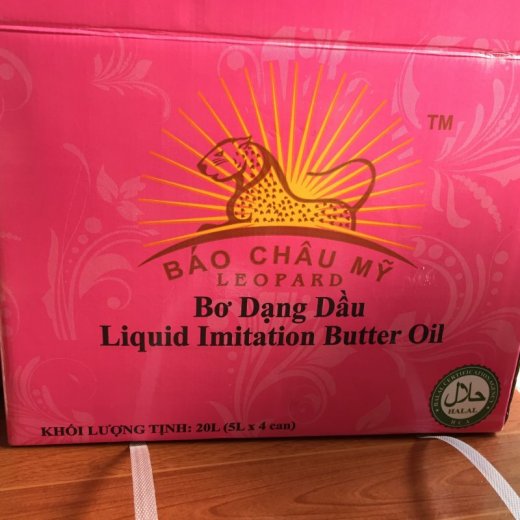 TM
BÁO CHÂU MỸ
LEOPARD
Bơ Dạng Dầu
Liquid Imitation Butter Oil
حلال
HALAL
KHỐI LƯỢNG TỊNH: 20L (5L x 4 can)